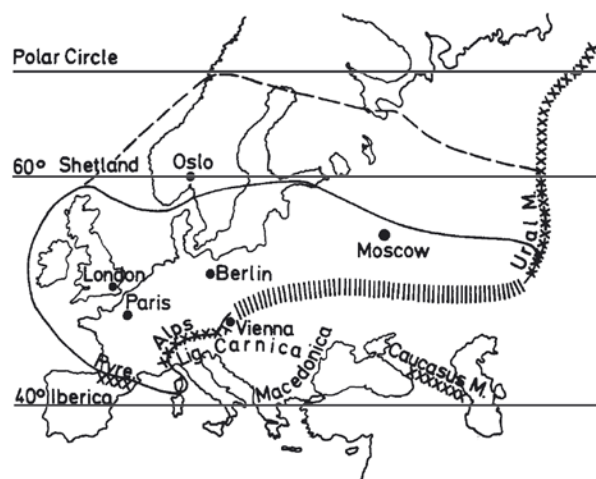 Polar Circle
60° Shetland Oslo
Ural M.
Moscow
London
Berlin
Paris
Vienna
Alps
Lig. Carnica
Pyre.
Macedonica
Caucasus M.
40° Iberica